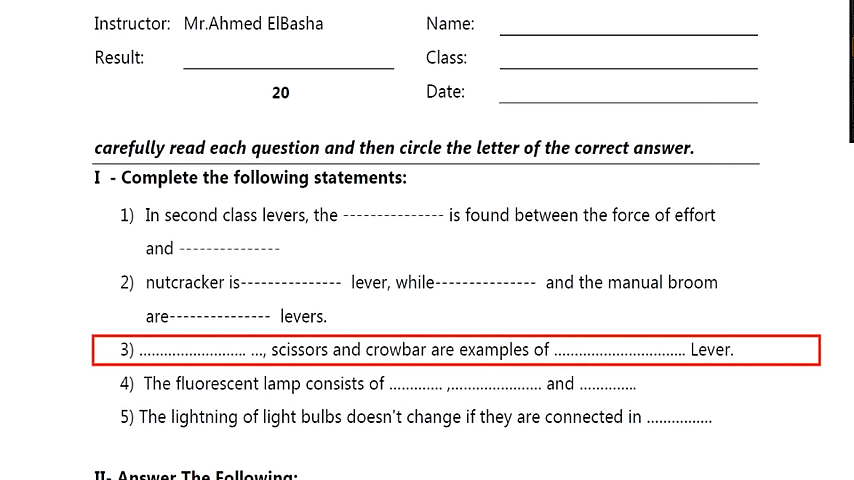 Instructor: Mr.Ahmed ElBasha Name:
Result: Class:
20 Date:
carefully read each question and then circle the letter of the correct answer.
I - Complete the following statements:
1) In second class levers, the --------------- is found between the force of effort
and ---------------
2) nutcracker is--------------- lever, while--------------- and the manual broom
are--------------- levers.
3) .......................... ..., scissors and crowbar are examples of ................................ Lever.
4) The fluorescent lamp consists of ............. ,...................... and ..............
5) The lightning of light bulbs doesn't change if they are connected in ................
II- Answer The Following: